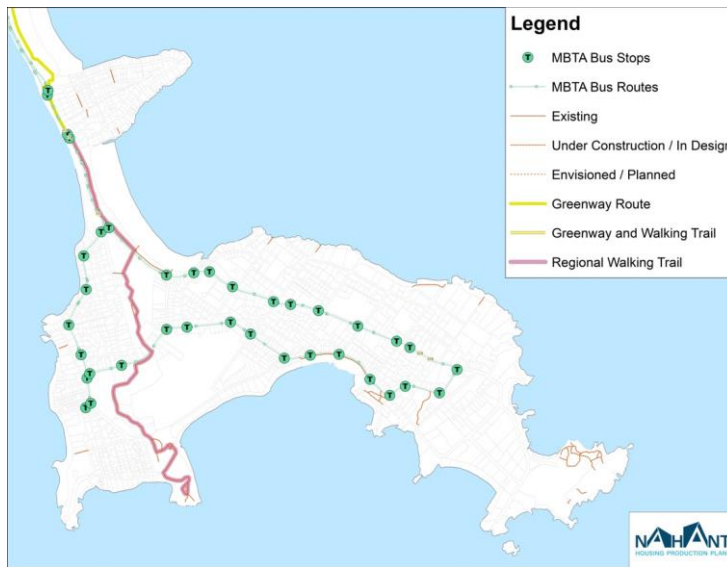 Legend
MBTA Bus Stops
MBTA Bus Routes
Existing
Under Construction / In Design
Envisioned / Planned
Greenway Route
Greenway and Walking Trail
Regional Walking Trail
NAHANT
HOUSING PRODUCTION PLAN